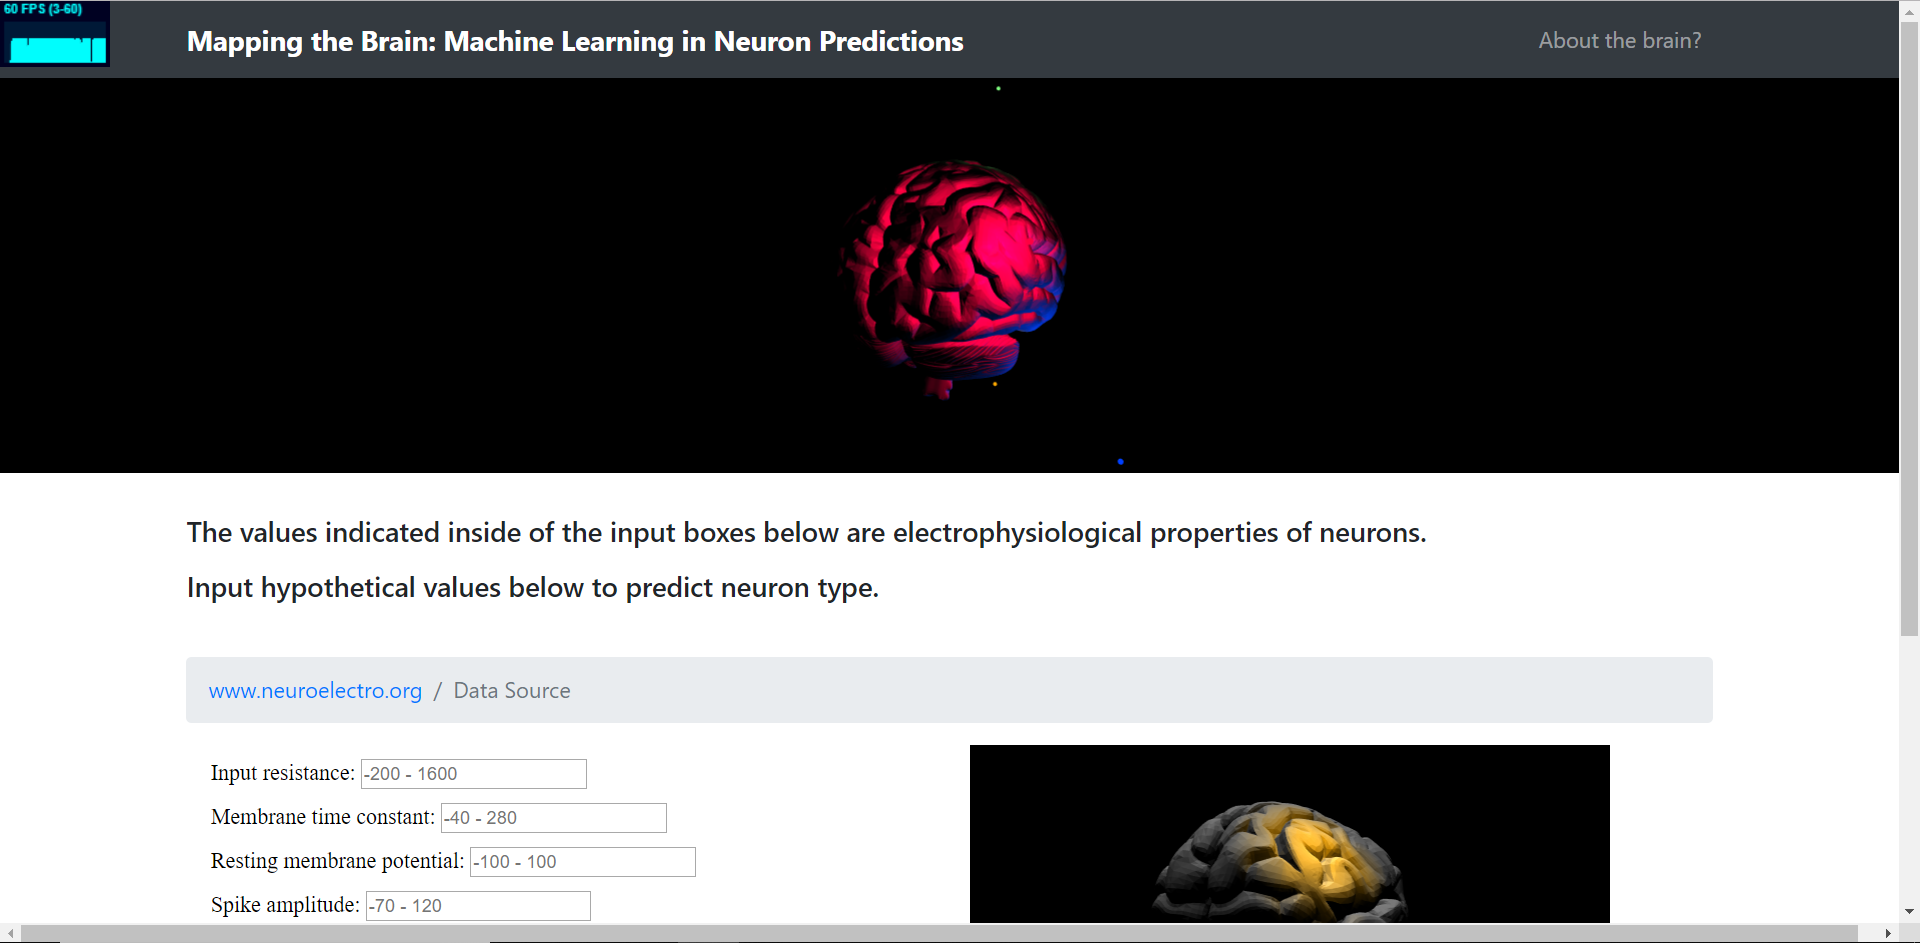 60 FPS (3-60)
Mapping the Brain: Machine Learning in Neuron Predictions
About the brain?
The values indicated inside of the input boxes below are electrophysiological properties of neurons.
Input hypothetical values below to predict neuron type.
www.neuroelectro.org / Data Source
Input resistance: -200 - 1600
Membrane time constant: -40 - 280
Resting membrane potential: -100 - 100
Spike amplitude: -70 - 120